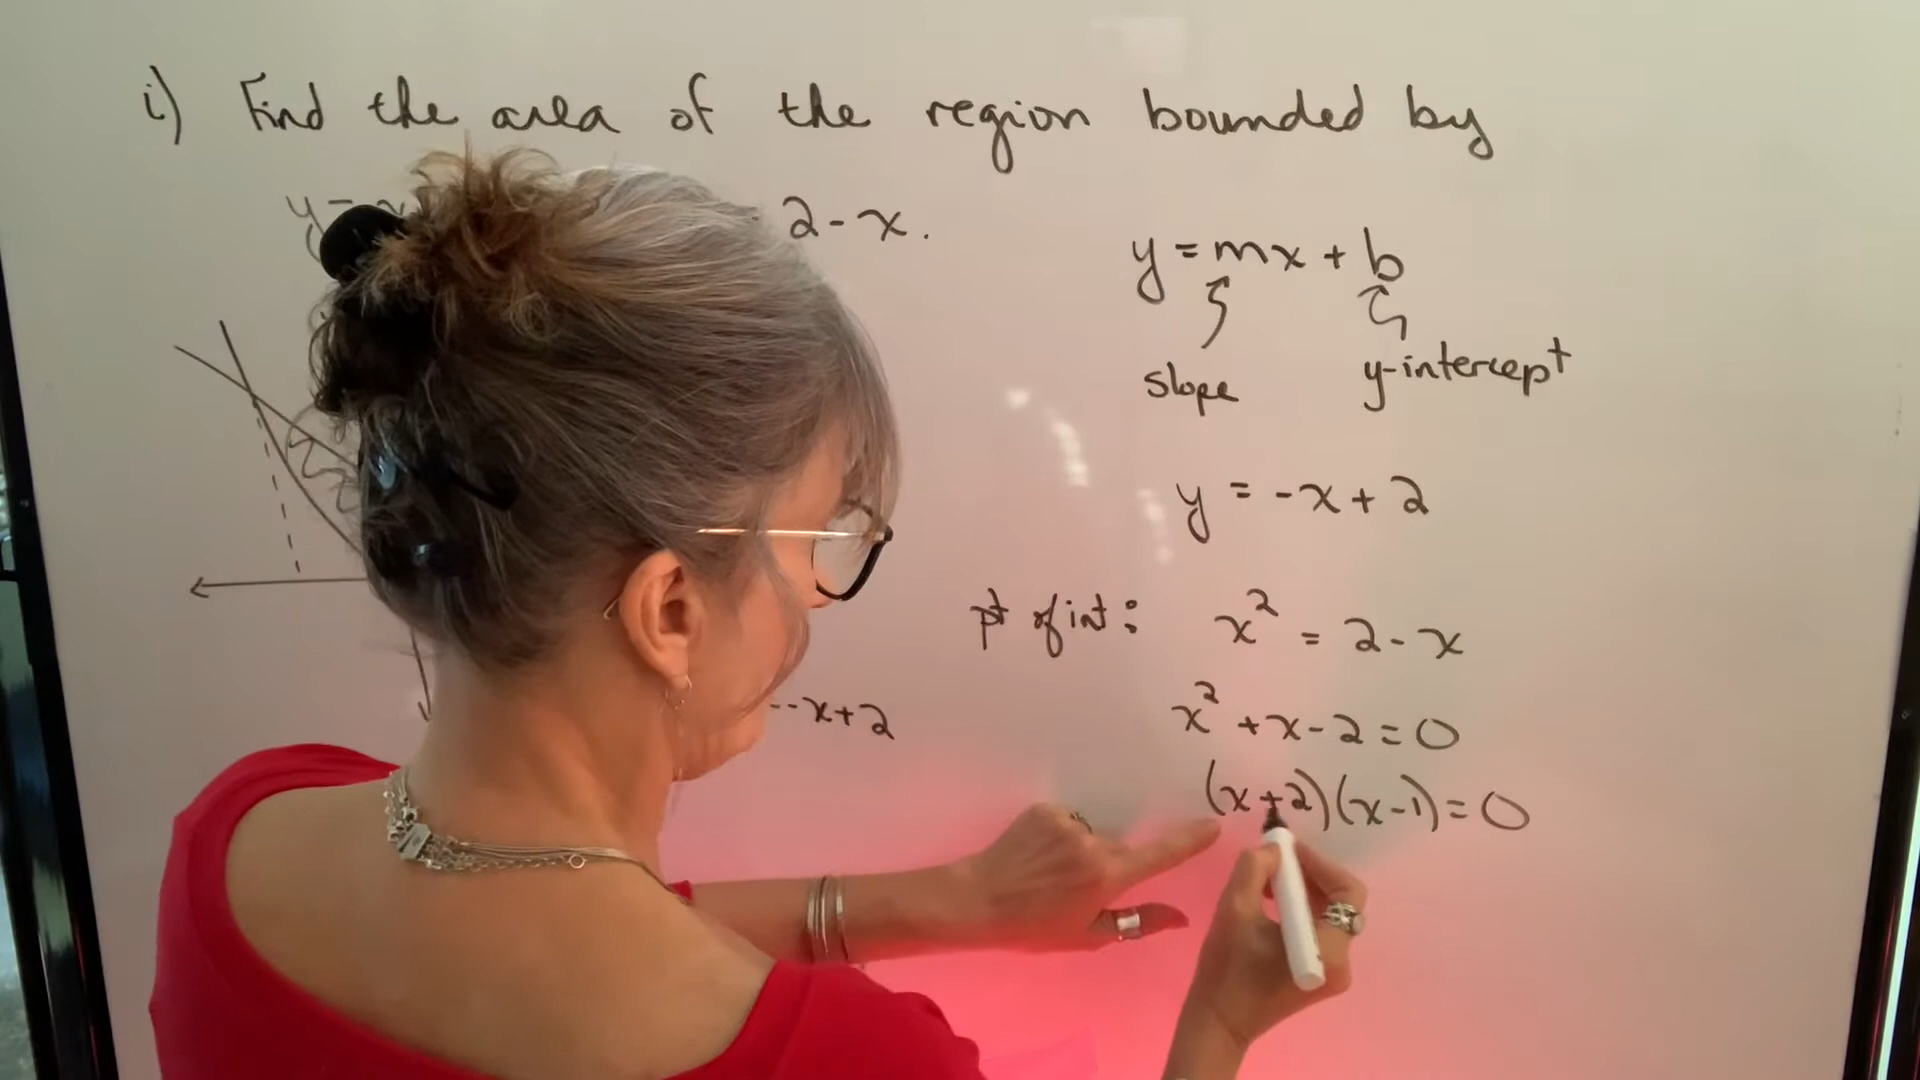 i) Find the area of the region bounded by
y = 2 - x.
y = mx + b
slope y-intercept
y = -x + 2
pt of int: x² = 2 - x
-x+2 x² + x - 2 = 0
(x+2)(x-1) = 0